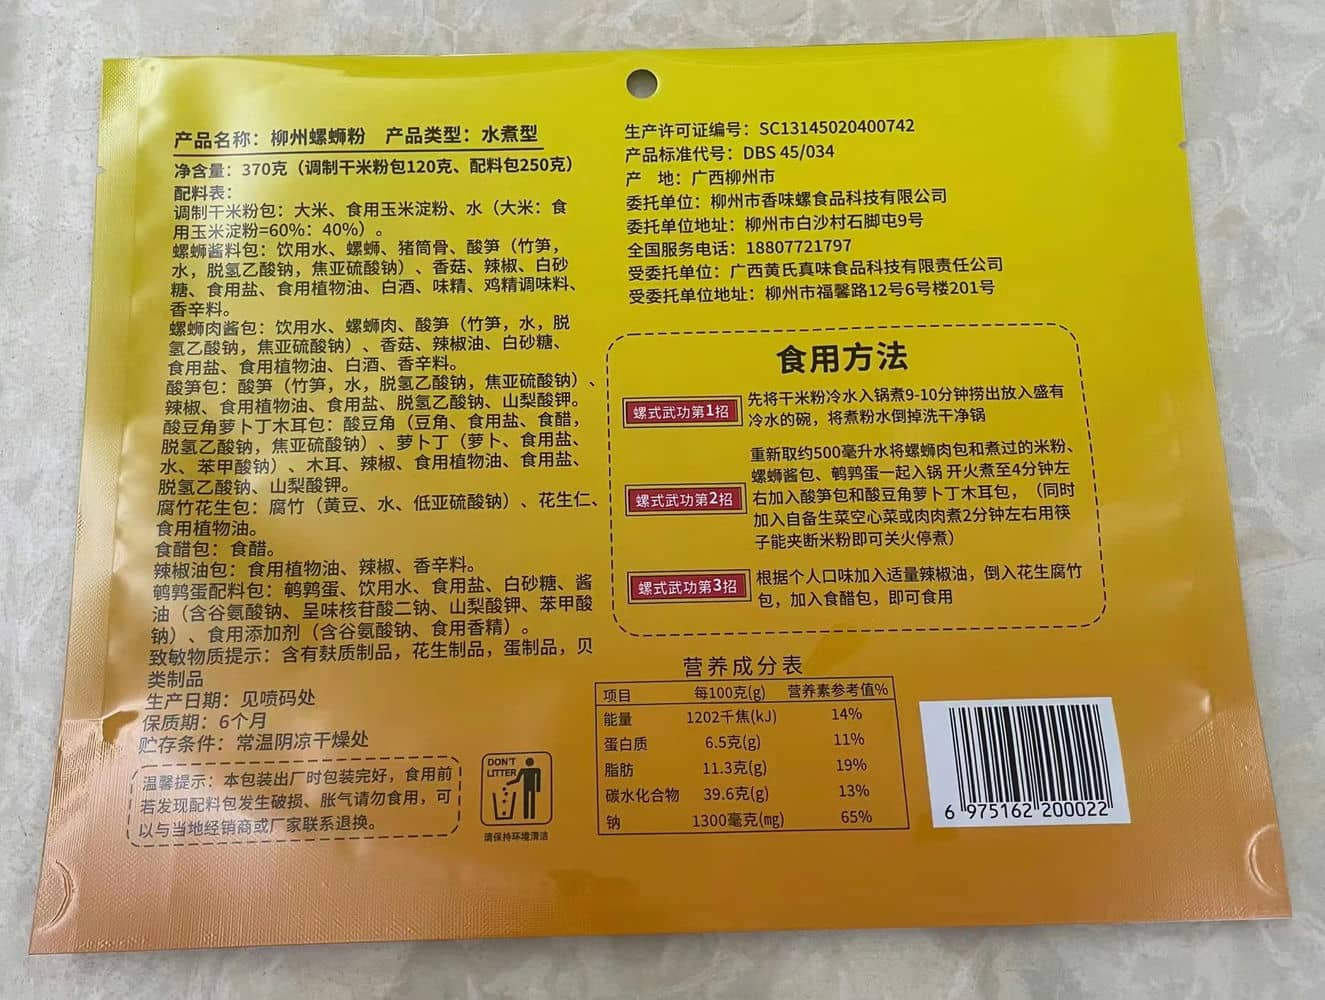 产品名称：柳州螺蛳粉　产品类型：水煮型
净含量：370克（调制干米粉包120克、配料包250克）
配料表：
调制干米粉包：大米、食用玉米淀粉、水（大米：食
用玉米淀粉=60%：40%）。
螺蛳酱料包：饮用水、螺蛳、猪筒骨、酸笋（竹笋，
水，脱氢乙酸钠，焦亚硫酸钠）、香菇、辣椒、白砂
糖、食用盐、食用植物油、白酒、味精、鸡精调味料、
香辛料。
螺蛳肉酱包：饮用水、螺蛳肉、酸笋（竹笋，水，脱
氢乙酸钠，焦亚硫酸钠）、香菇、辣椒油、白砂糖、
食用盐、食用植物油、白酒、香辛料。
酸笋包：酸笋（竹笋，水，脱氢乙酸钠，焦亚硫酸钠）、
辣椒、食用植物油、食用盐、脱氢乙酸钠、山梨酸钾。
酸豆角萝卜丁木耳包：酸豆角（豆角、食用盐、食醋，
脱氢乙酸钠，焦亚硫酸钠）、萝卜丁（萝卜、食用盐、
水、苯甲酸钠）、木耳、辣椒、食用植物油、食用盐、
脱氢乙酸钠、山梨酸钾。
腐竹花生包：腐竹（黄豆、水、低亚硫酸钠）、花生仁、
食用植物油。
食醋包：食醋。
辣椒油包：食用植物油、辣椒、香辛料。
鹌鹑蛋配料包：鹌鹑蛋、饮用水、食用盐、白砂糖、酱
油（含谷氨酸钠、呈味核苷酸二钠、山梨酸钾、苯甲酸
钠）、食用添加剂（含谷氨酸钠、食用香精）。
致敏物质提示：含有麸质制品，花生制品，蛋制品，贝
类制品
生产日期：见喷码处
保质期：6个月
贮存条件：常温阴凉干燥处
温馨提示：本包装出厂时包装完好，食用前
若发现配料包发生破损、胀气请勿食用，可
以与当地经销商或厂家联系退换。
DON'T
LITTER
请保持环境清洁
生产许可证编号：SC13145020400742
产品标准代号：DBS 45/034
产　地：广西柳州市
委托单位：柳州市香味螺食品科技有限公司
委托单位地址：柳州市白沙村石脚屯9号
全国服务电话：18807721797
受委托单位：广西黄氏真味食品科技有限责任公司
受委托单位地址：柳州市福馨路12号6号楼201号
食用方法
螺式武功第1招
先将干米粉冷水入锅煮9-10分钟捞出放入盛有
冷水的碗，将煮粉水倒掉洗干净锅
螺式武功第2招
重新取约500毫升水将螺蛳肉包和煮过的米粉、
螺蛳酱包、鹌鹑蛋一起入锅 开火煮至4分钟左
右加入酸笋包和酸豆角萝卜丁木耳包，（同时
加入自备生菜空心菜或肉肉煮2分钟左右用筷
子能夹断米粉即可关火停煮）
螺式武功第3招
根据个人口味加入适量辣椒油，倒入花生腐竹
包，加入食醋包，即可食用
营养成分表
项目 每100克(g) 营养素参考值%
能量 1202千焦(kJ) 14%
蛋白质 6.5克(g) 11%
脂肪 11.3克(g) 19%
碳水化合物 39.6克(g) 13%
钠 1300毫克(mg) 65%
6 975162 200022